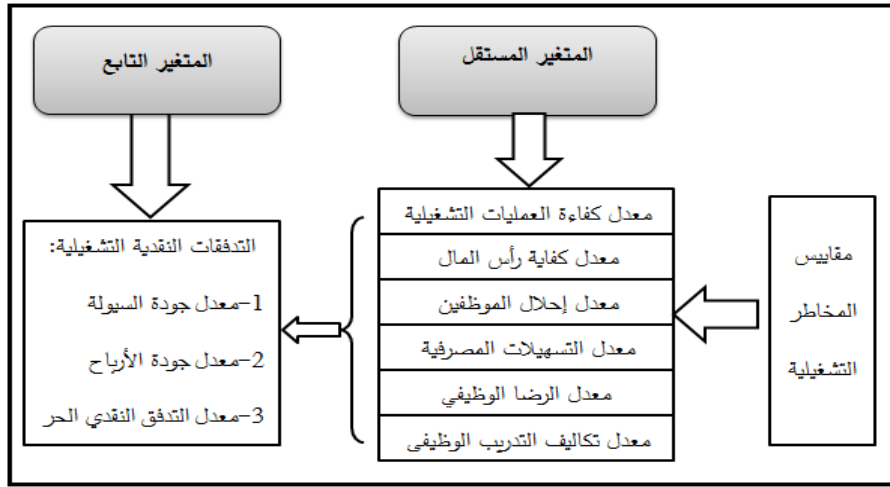 المتغير المستقل
المتغير التابع
مقاييس
المخاطر
التشغيلية
معدل كفاءة العمليات التشغيلية
معدل كفاية رأس المال
معدل إحلال الموظفين
معدل التسهيلات المصرفية
معدل الرضا الوظيفي
معدل تكاليف التدريب الوظيفي
التدفقات النقدية التشغيلية:
1-معدل جودة السيولة
2-معدل جودة الأرباح
3-معدل التدفق النقدي الحر